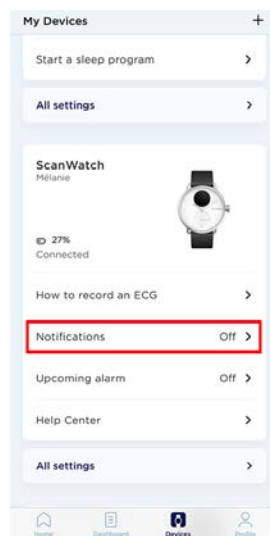 My Devices +
Start a sleep program >
All settings >
ScanWatch
Mélanie
27%
Connected
How to record an ECG >
Notifications Off >
Upcoming alarm Off >
Help Center >
All settings >
Home Dashboard Devices Profile